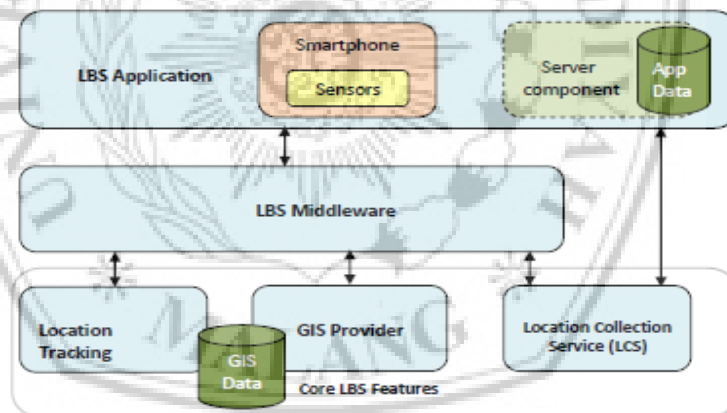 Smartphone
LBS Application
Sensors
Server
component
App
Data
LBS Middleware
Location
Tracking
GIS Provider
GIS
Data
Location Collection
Service (LCS)
Core LBS Features
MALANG